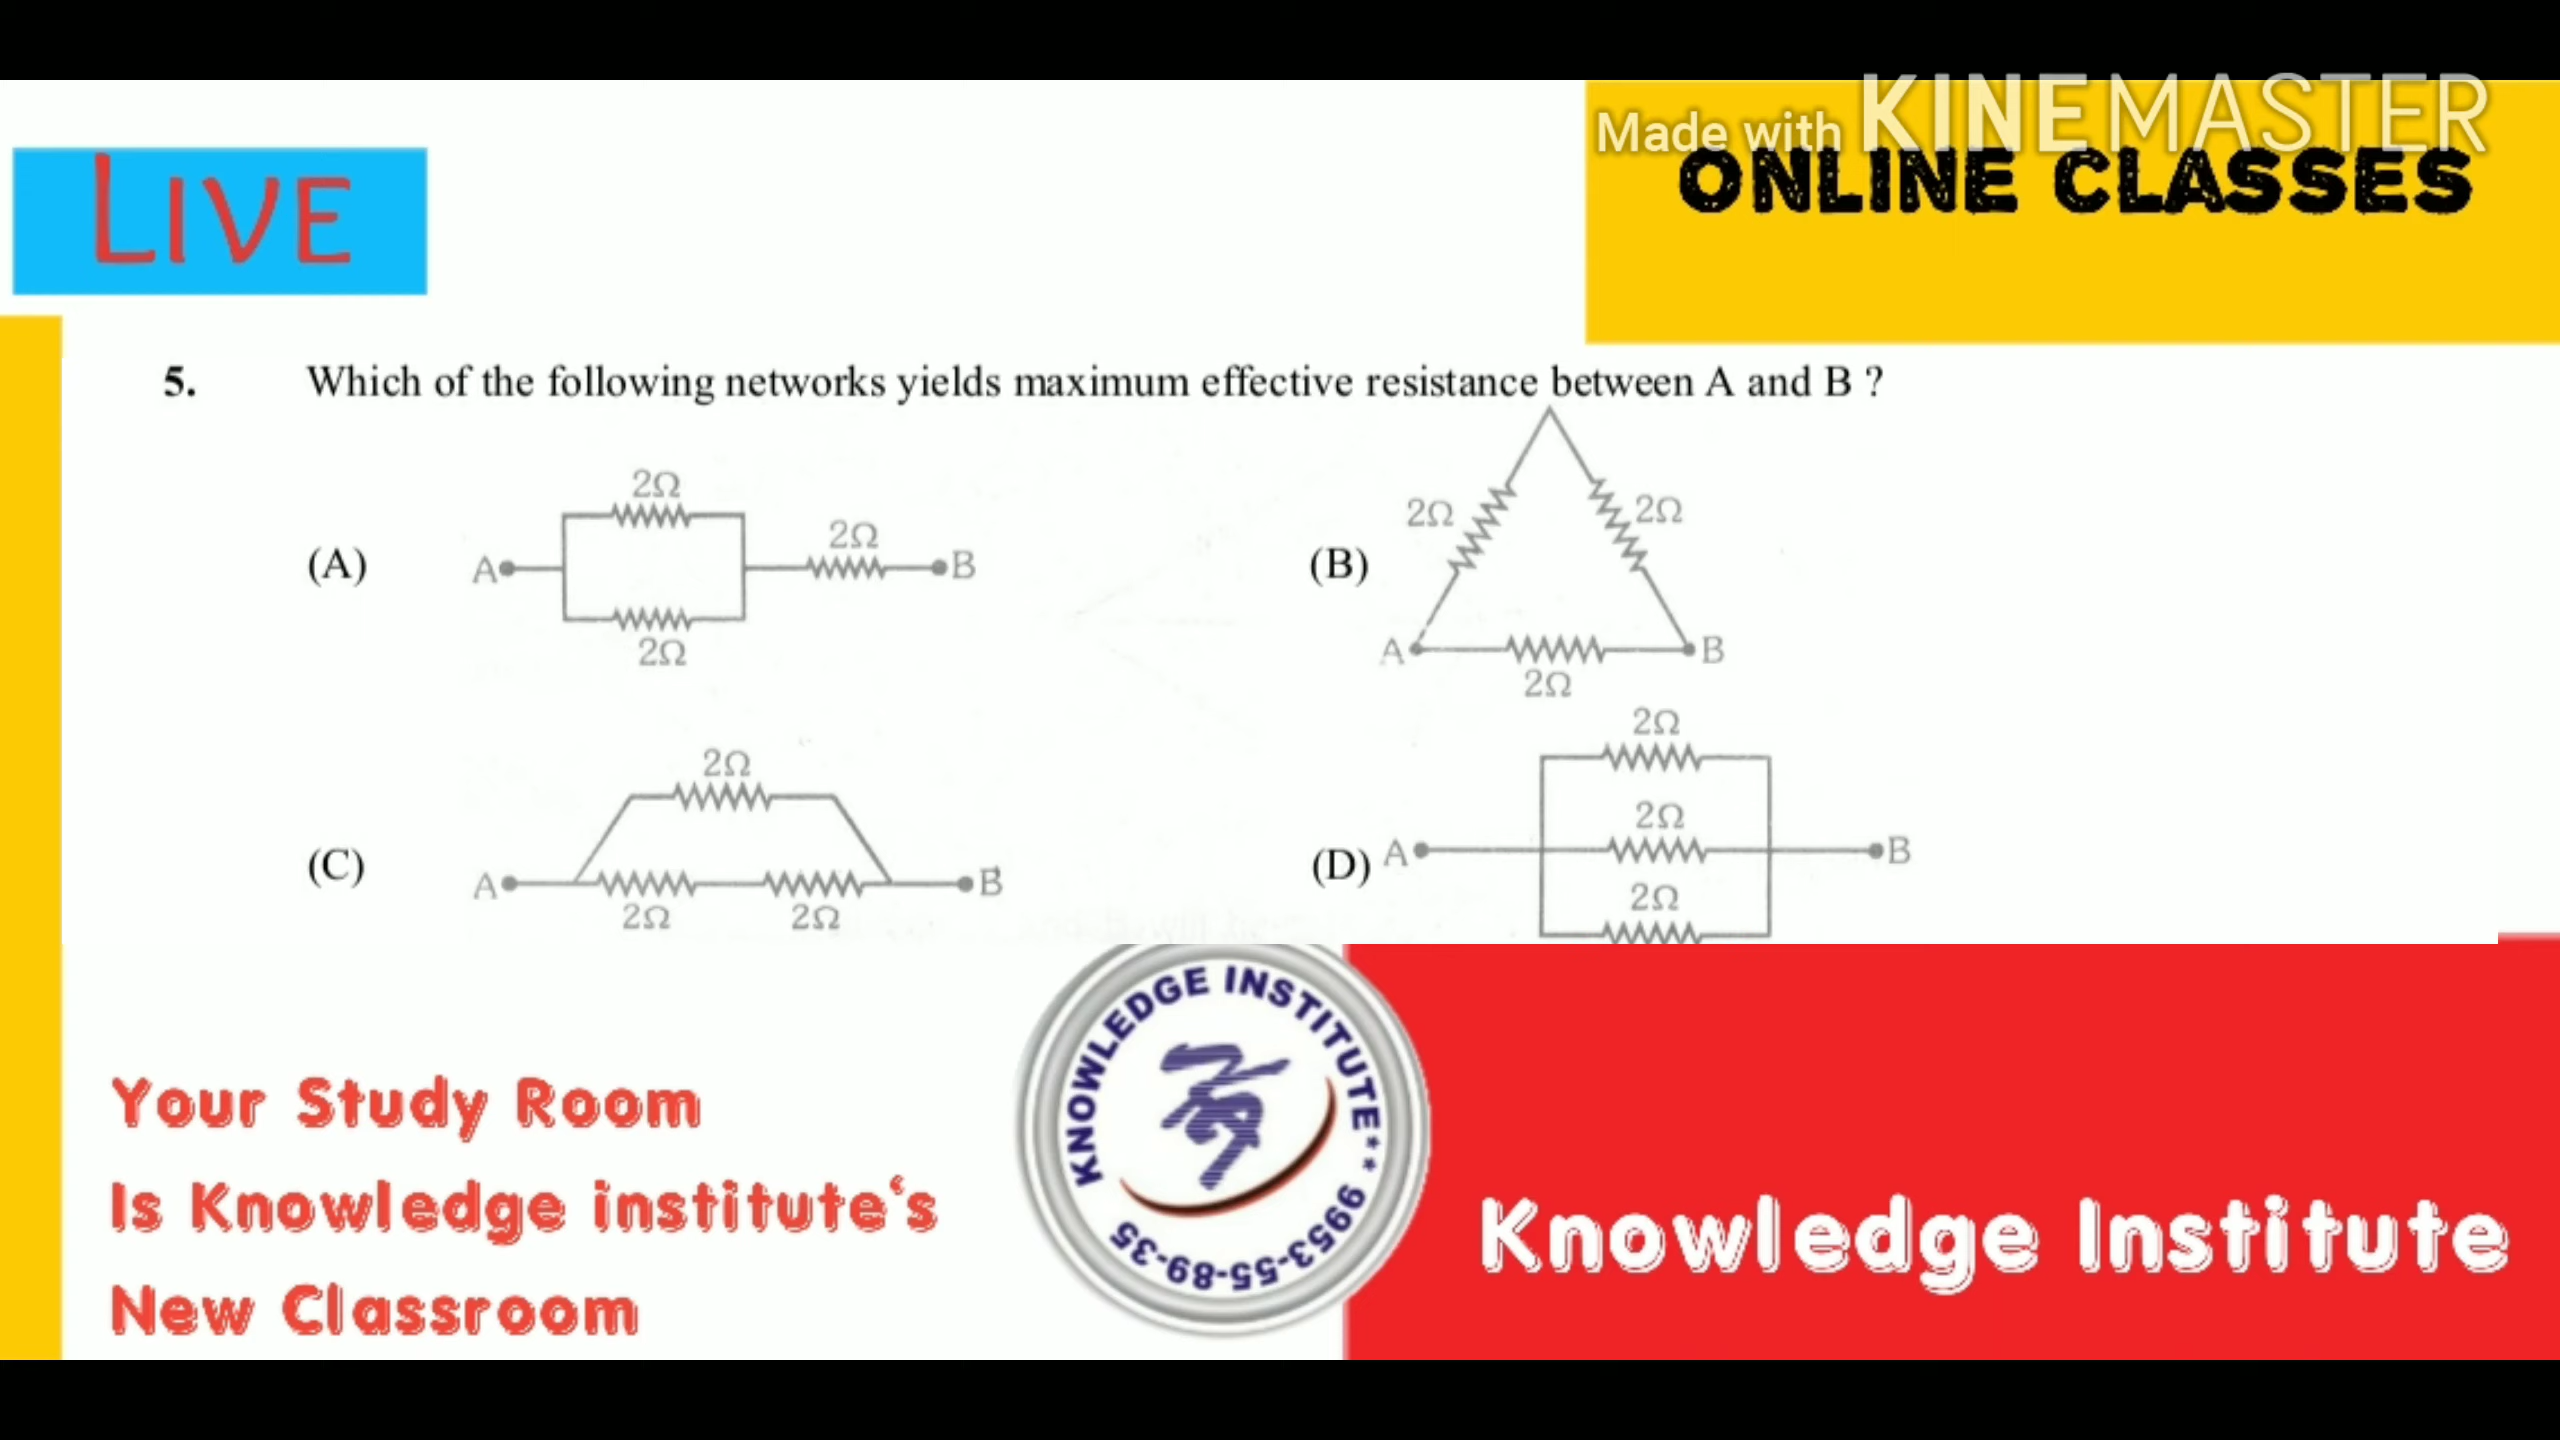 Made with KINEMASTER
LIVE
ONLINE CLASSES
5. Which of the following networks yields maximum effective resistance between A and B ?
(A)
2Ω
A
2Ω
B
2Ω
(B)
2Ω
2Ω
A
B
2Ω
(C)
2Ω
A
B
2Ω 2Ω
(D)
2Ω
2Ω
A
B
2Ω
KNOWLEDGE INSTITUTE** 9953-55-89-35
Your Study Room
Is Knowledge institute's
New Classroom
Knowledge Institute